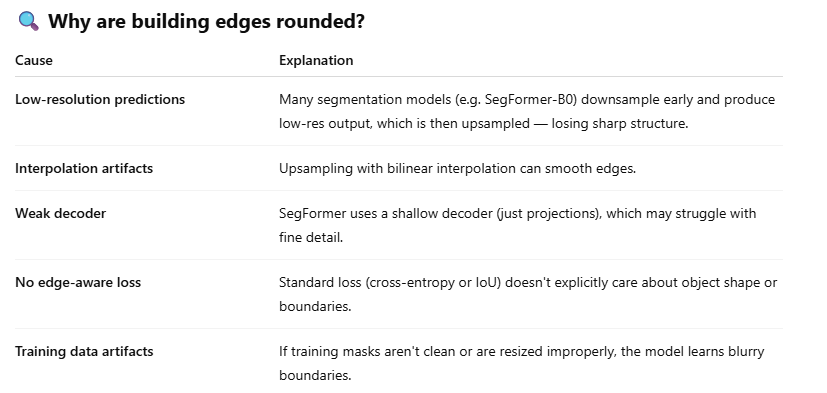 🔍 Why are building edges rounded?
Cause Explanation
Low-resolution predictions Many segmentation models (e.g. SegFormer-B0) downsample early and produce
low-res output, which is then upsampled — losing sharp structure.
Interpolation artifacts Upsampling with bilinear interpolation can smooth edges.
Weak decoder SegFormer uses a shallow decoder (just projections), which may struggle with
fine detail.
No edge-aware loss Standard loss (cross-entropy or IoU) doesn't explicitly care about object shape or
boundaries.
Training data artifacts If training masks aren't clean or are resized improperly, the model learns blurry
boundaries.